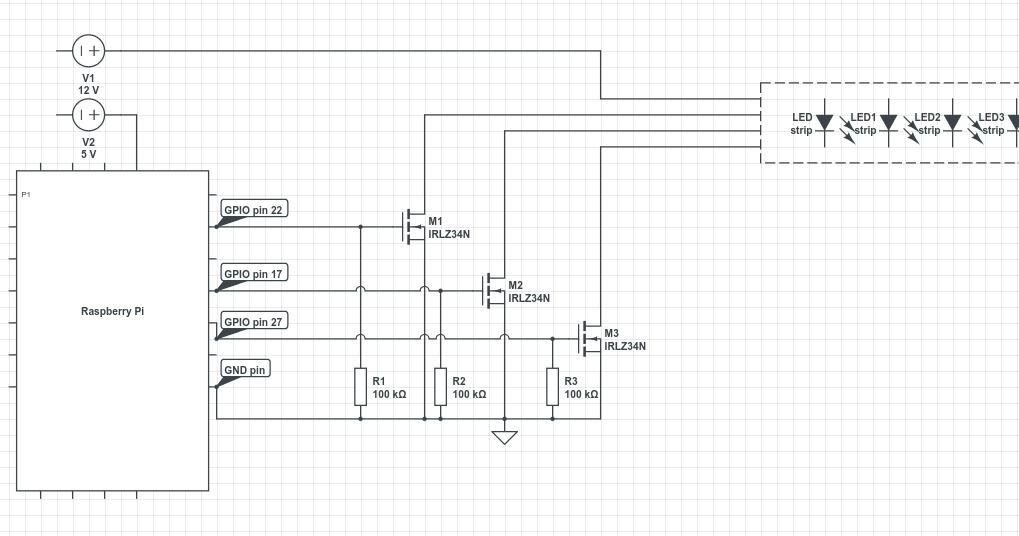 V1
12 V
V2
5 V
LED
strip
LED1
strip
LED2
strip
LED3
strip
P1
GPIO pin 22
M1
IRLZ34N
GPIO pin 17
M2
IRLZ34N
Raspberry Pi
GPIO pin 27
M3
IRLZ34N
GND pin
R1
100 kΩ
R2
100 kΩ
R3
100 kΩ